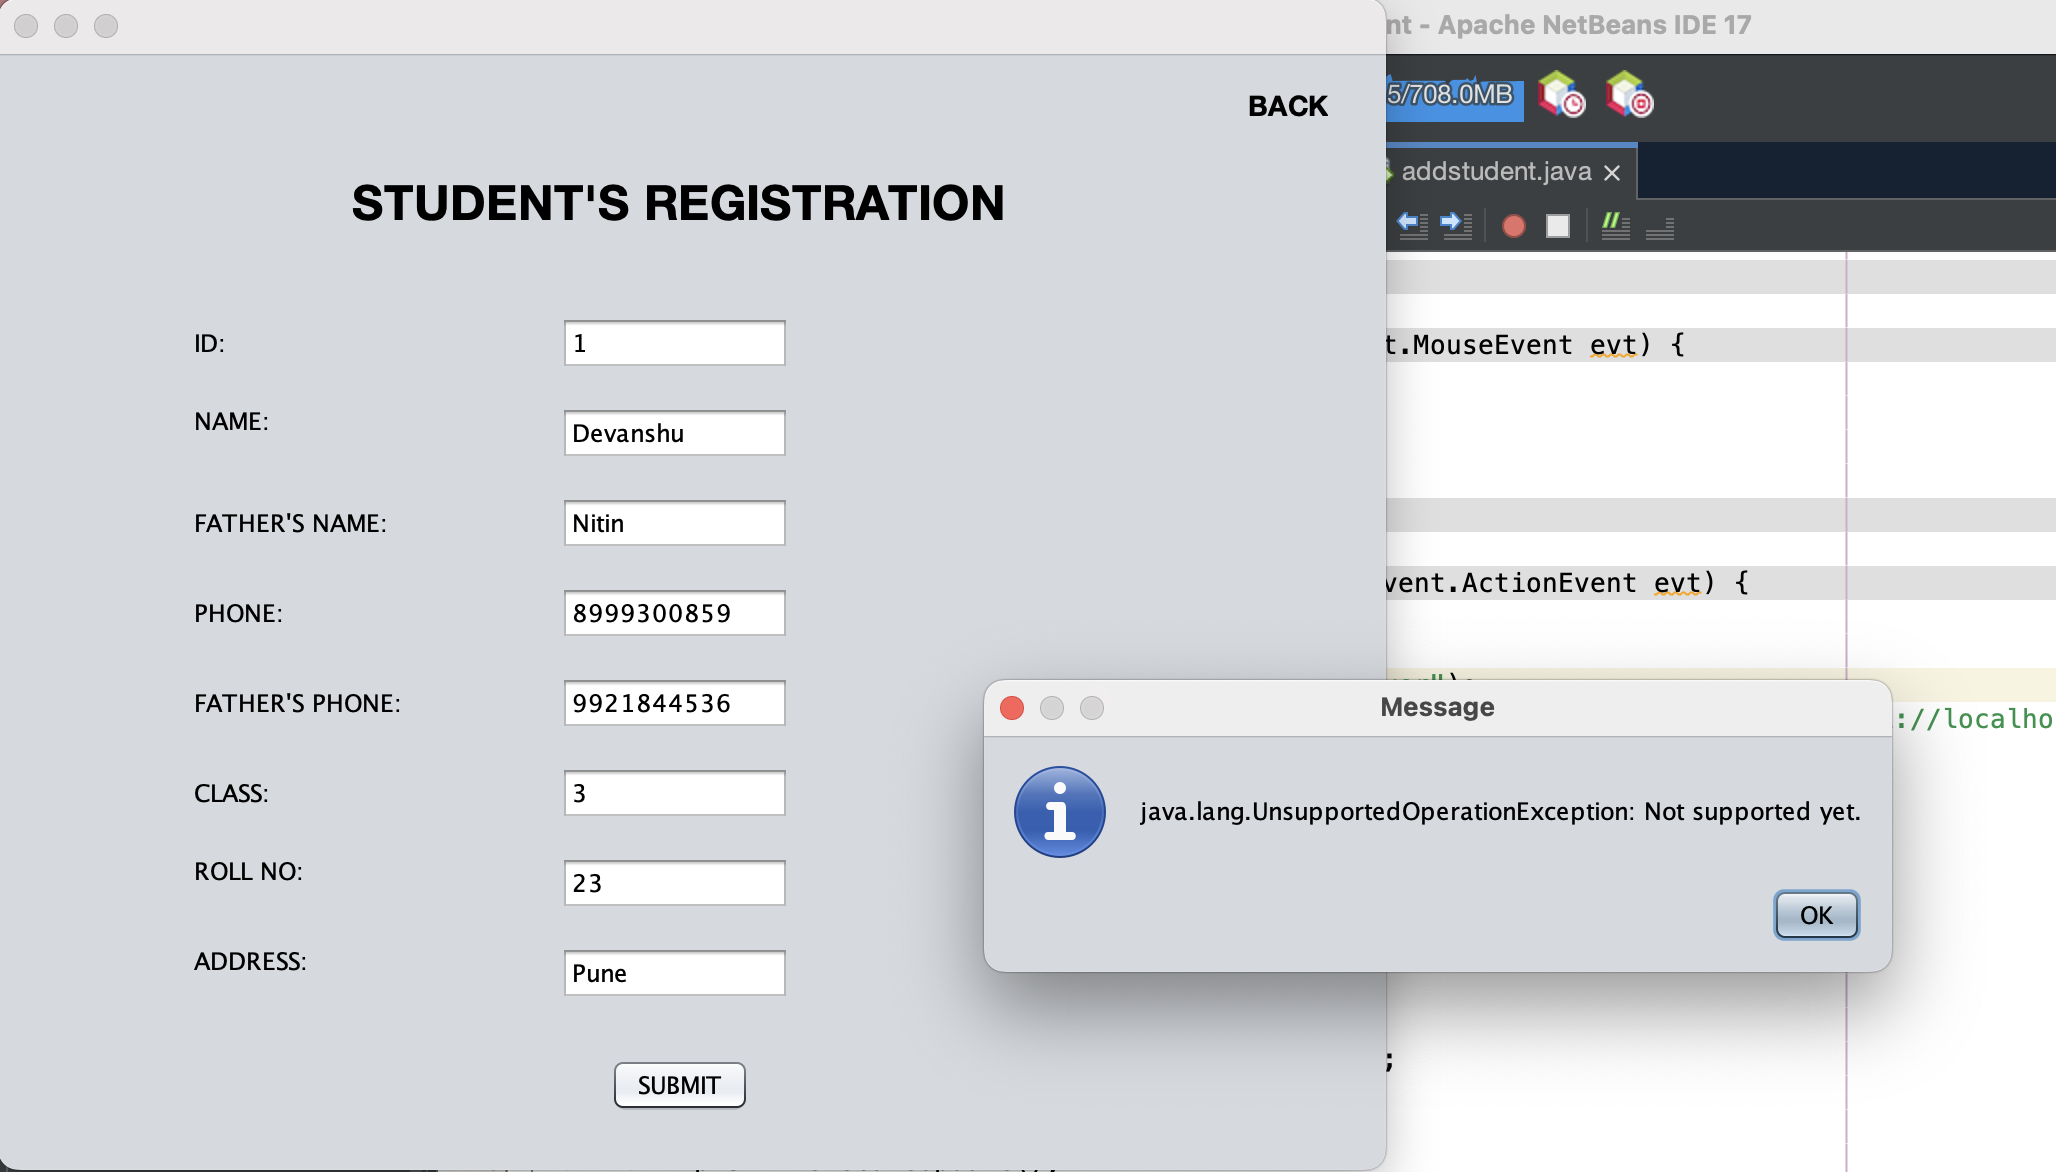 nt - Apache NetBeans IDE 17
BACK
5/708.0MB
addstudent.java
STUDENT'S REGISTRATION
ID:
1
t.MouseEvent evt) {
NAME:
Devanshu
FATHER'S NAME:
Nitin
vent.ActionEvent evt) {
PHONE:
8999300859
FATHER'S PHONE:
9921844536
Message
://localho
CLASS:
3
java.lang.UnsupportedOperationException: Not supported yet.
ROLL NO:
23
OK
ADDRESS:
Pune
;
SUBMIT